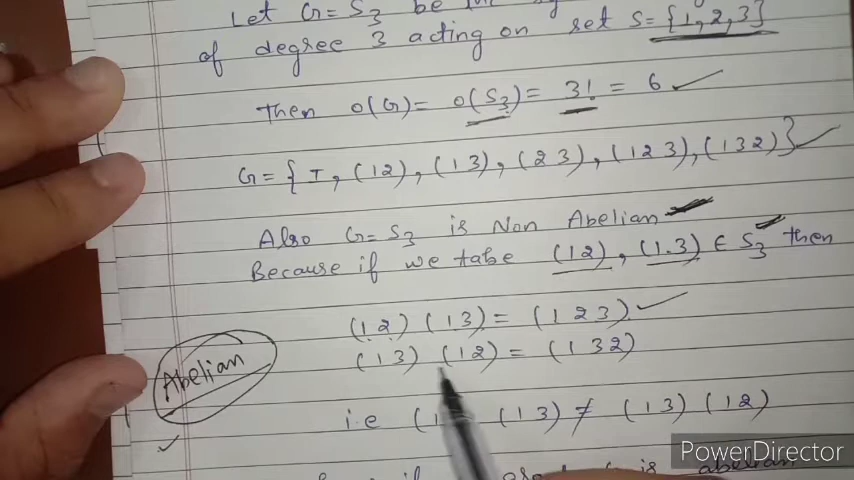 Let G = S3 be
of degree 3 acting on set S = {1, 2, 3}
Then o(G) = o(S3) = 3! = 6 ✓
G = { I, (12), (13), (23), (123), (132) }
Also G = S3 is Non Abelian
Because if we take (12), (13) ∈ S3 then
(12) (13) = (123) ✓
(13) (12) = (132)
Abelian
i.e (1 (13) ≠ (13) (12)
is abelian
PowerDirector